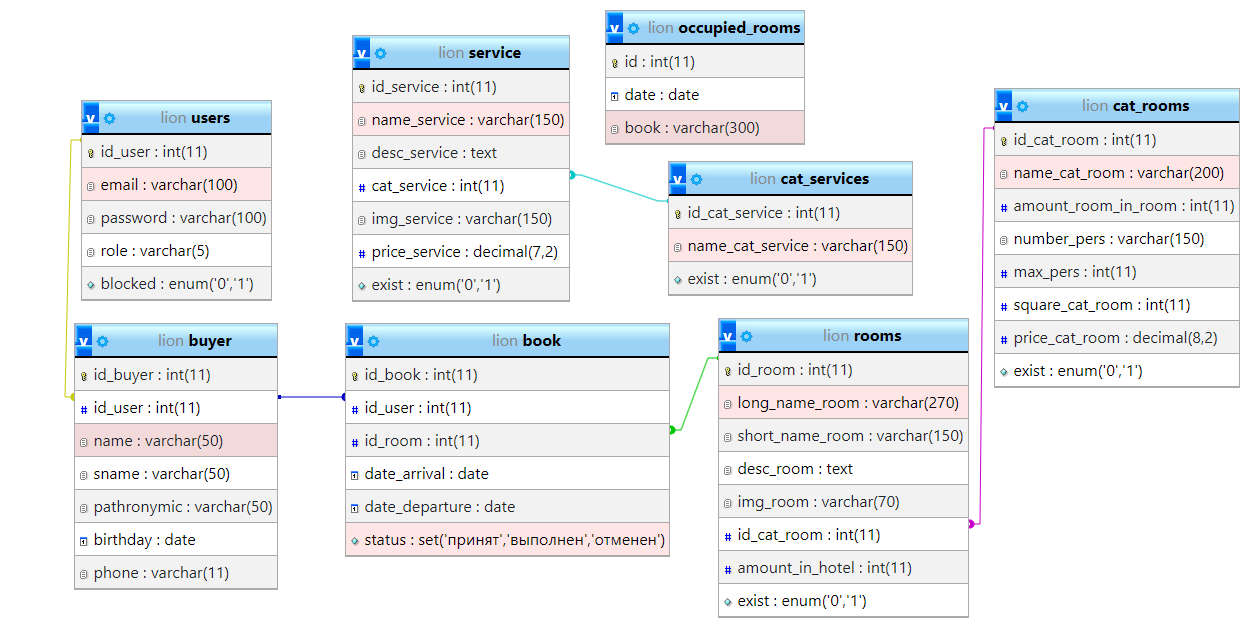 lion users
id_user : int(11)
email : varchar(100)
password : varchar(100)
role : varchar(5)
blocked : enum('0','1')
lion service
id_service : int(11)
name_service : varchar(150)
desc_service : text
cat_service : int(11)
img_service : varchar(150)
price_service : decimal(7,2)
exist : enum('0','1')
lion occupied_rooms
id : int(11)
date : date
book : varchar(300)
lion cat_services
id_cat_service : int(11)
name_cat_service : varchar(150)
exist : enum('0','1')
lion cat_rooms
id_cat_room : int(11)
name_cat_room : varchar(200)
amount_room_in_room : int(11)
number_pers : varchar(150)
max_pers : int(11)
square_cat_room : int(11)
price_cat_room : decimal(8,2)
exist : enum('0','1')
lion buyer
id_buyer : int(11)
id_user : int(11)
name : varchar(50)
sname : varchar(50)
pathronymic : varchar(50)
birthday : date
phone : varchar(11)
lion book
id_book : int(11)
id_user : int(11)
id_room : int(11)
date_arrival : date
date_departure : date
status : set('принят','выполнен','отменен')
lion rooms
id_room : int(11)
long_name_room : varchar(270)
short_name_room : varchar(150)
desc_room : text
img_room : varchar(70)
id_cat_room : int(11)
amount_in_hotel : int(11)
exist : enum('0','1')